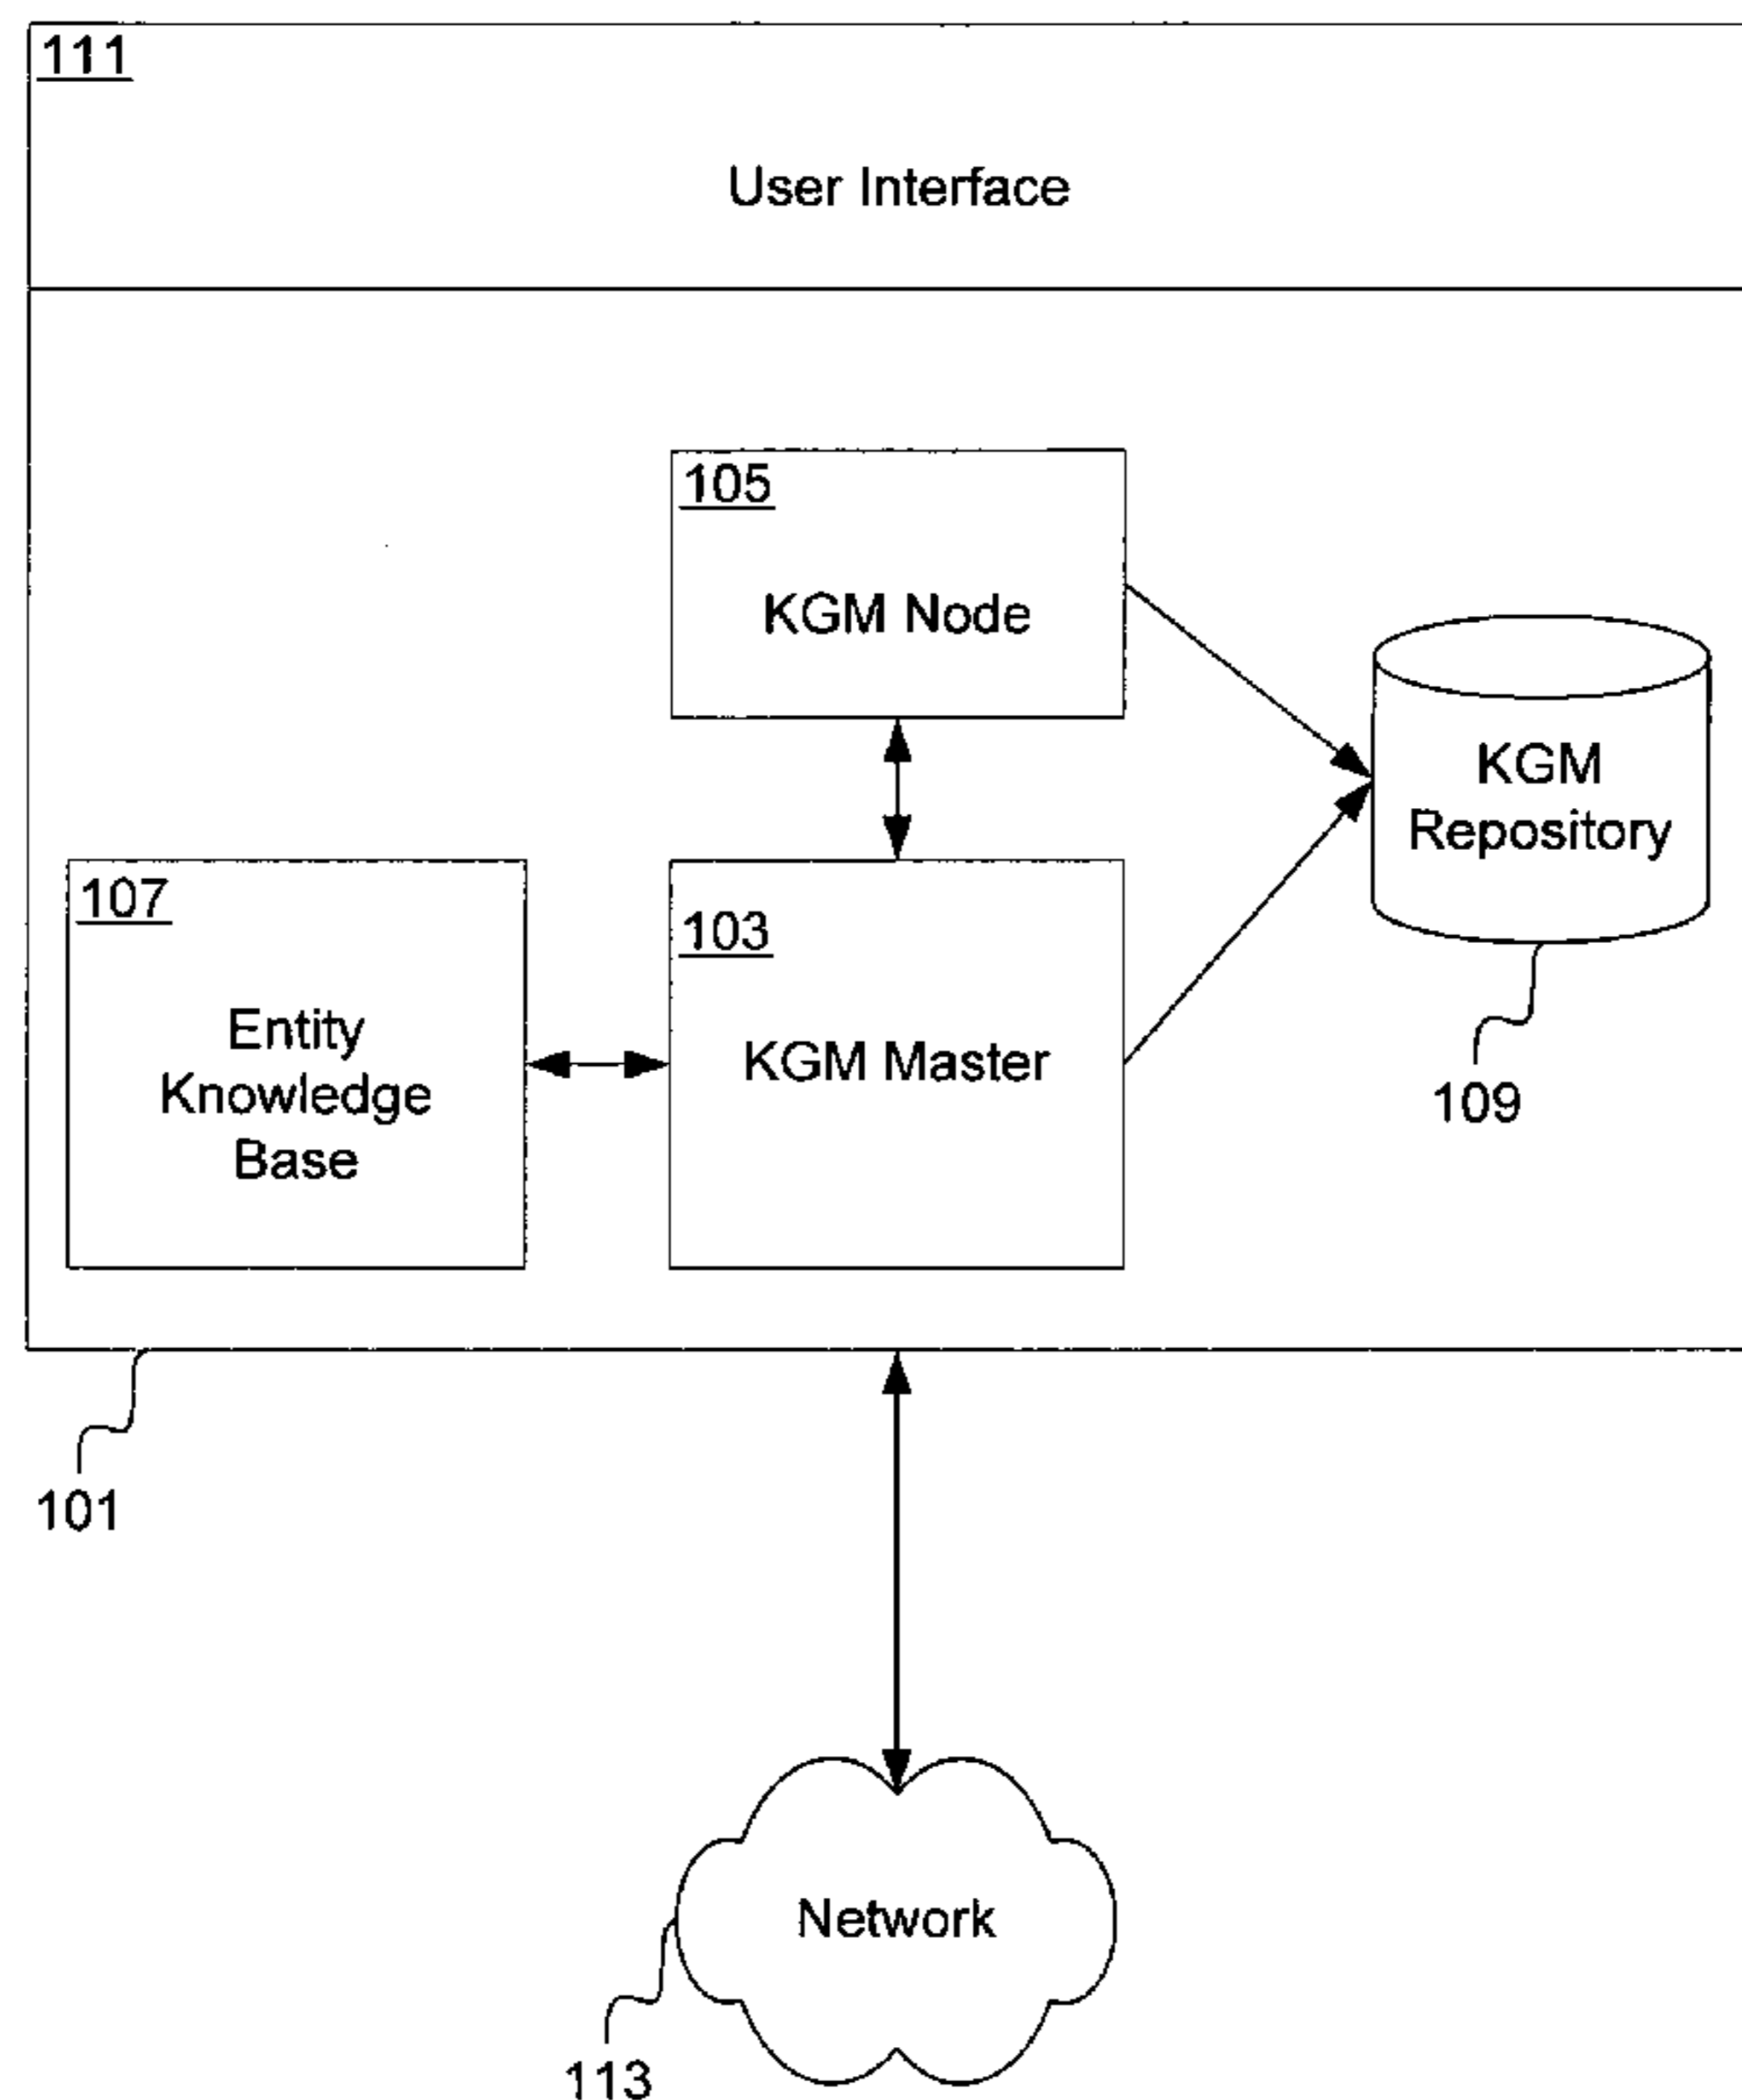 111
User Interface
105
KGM Node
KGM
Repository
107
Entity
Knowledge
Base
103
KGM Master
109
101
Network
113